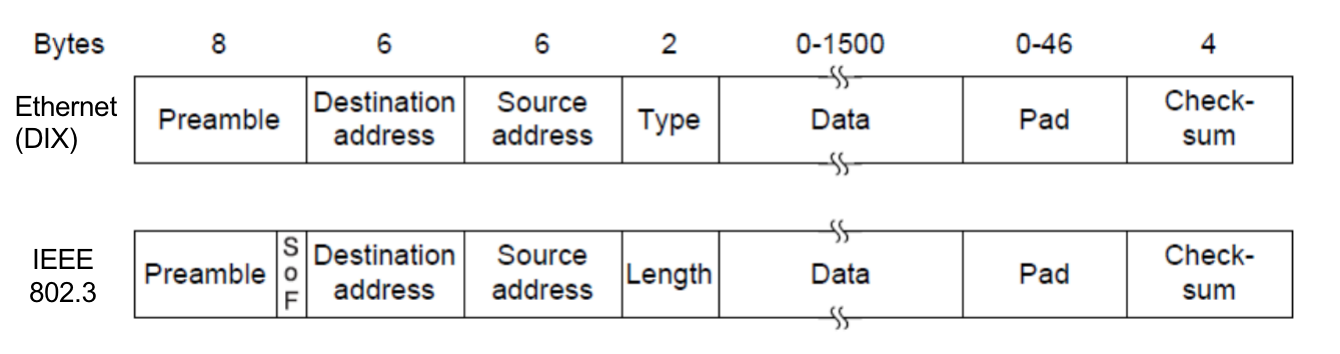 Bytes 8 6 6 2 0-1500 0-46 4
Ethernet (DIX) Preamble Destination address Source address Type Data Pad Check-sum
IEEE 802.3 Preamble SoF Destination address Source address Length Data Pad Check-sum